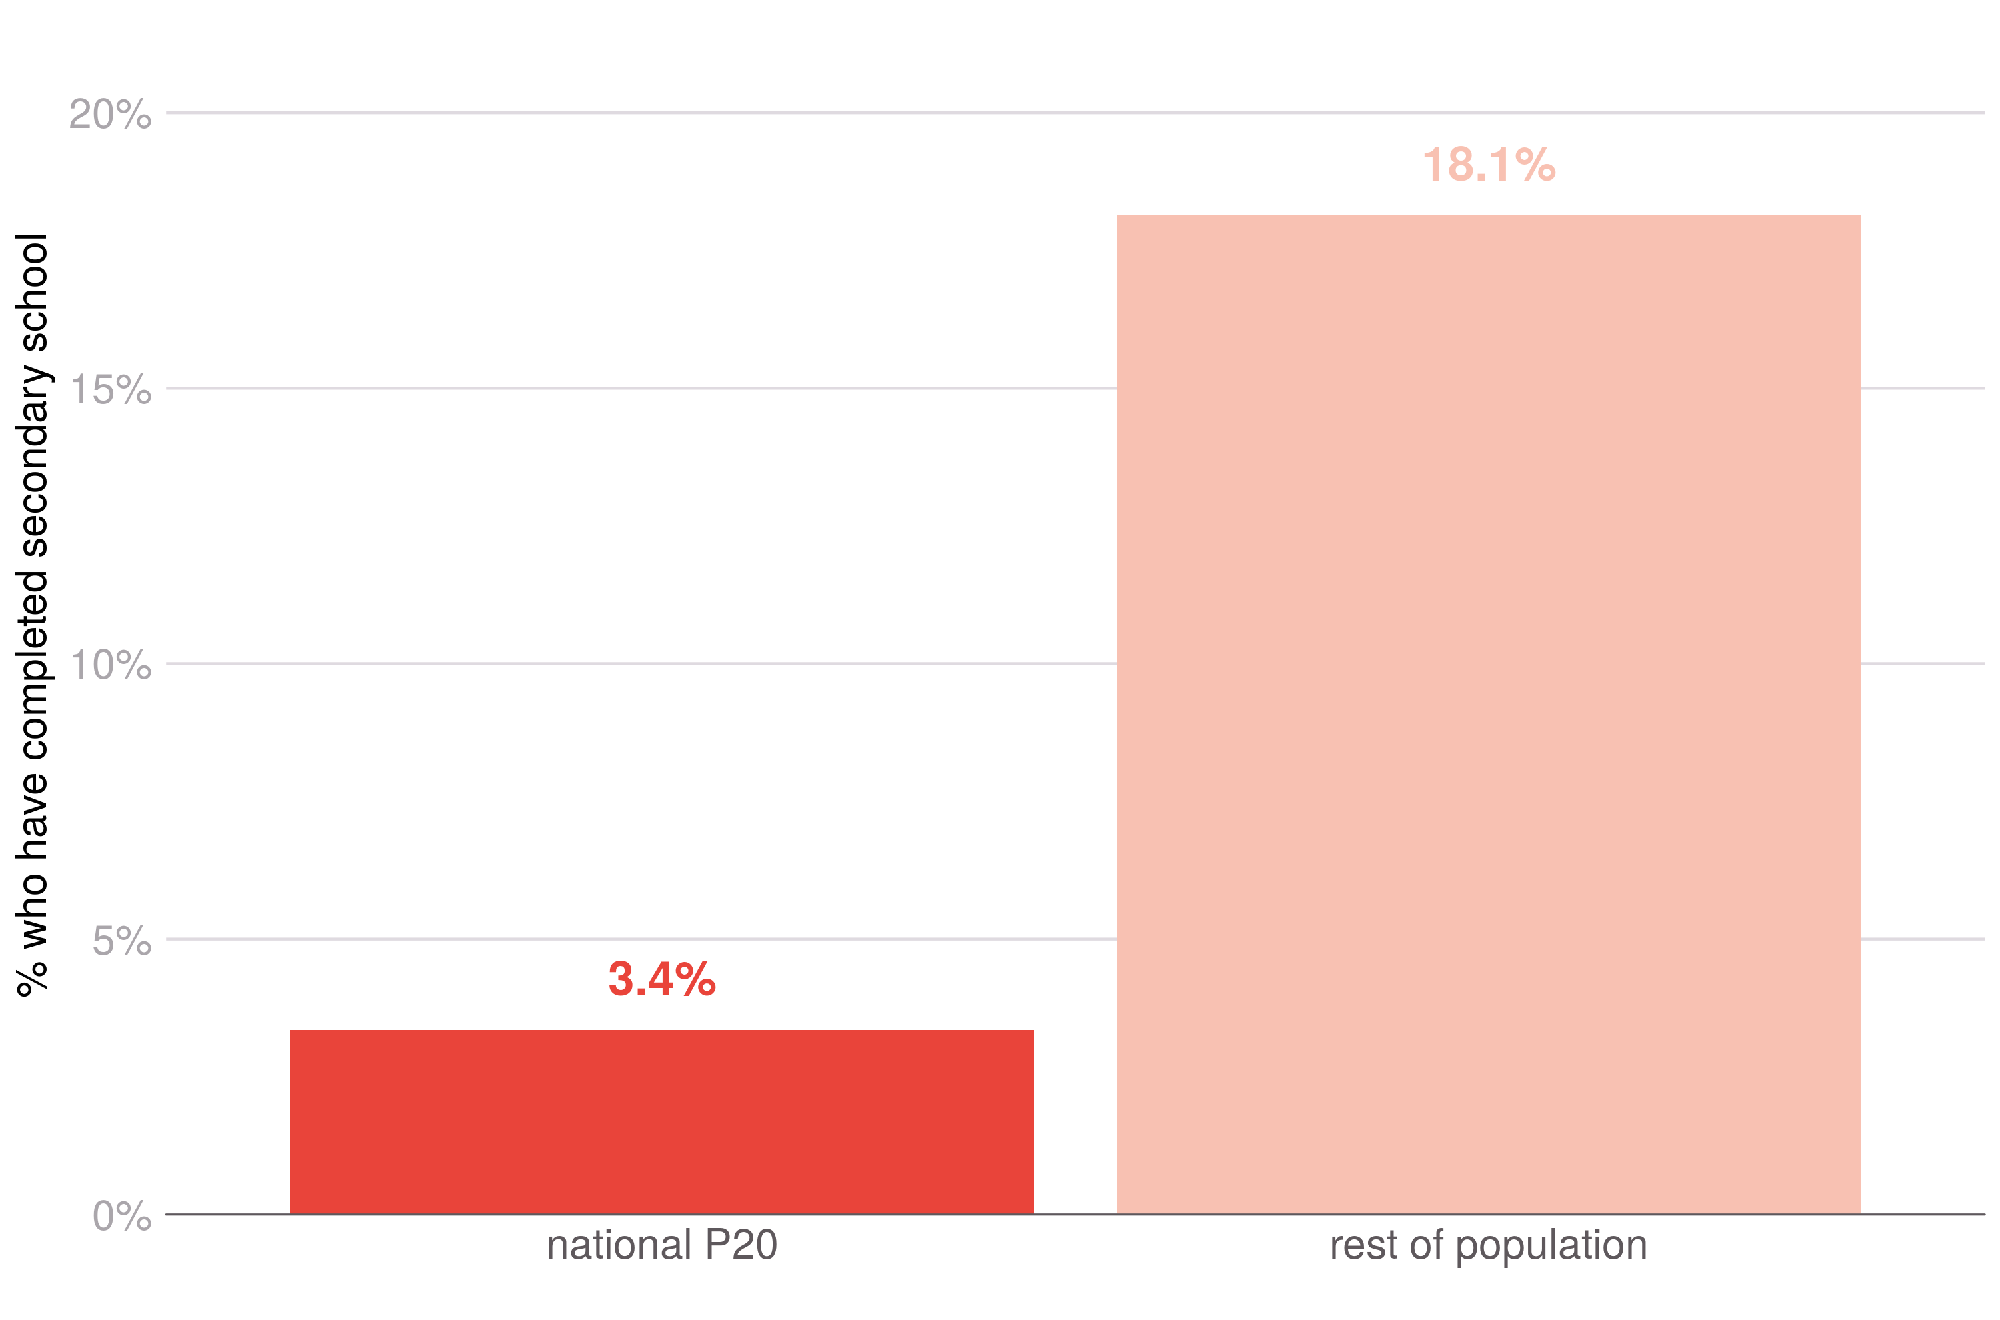 % who have completed secondary school
20%
15%
10%
5%
0%
18.1%
3.4%
national P20
rest of population